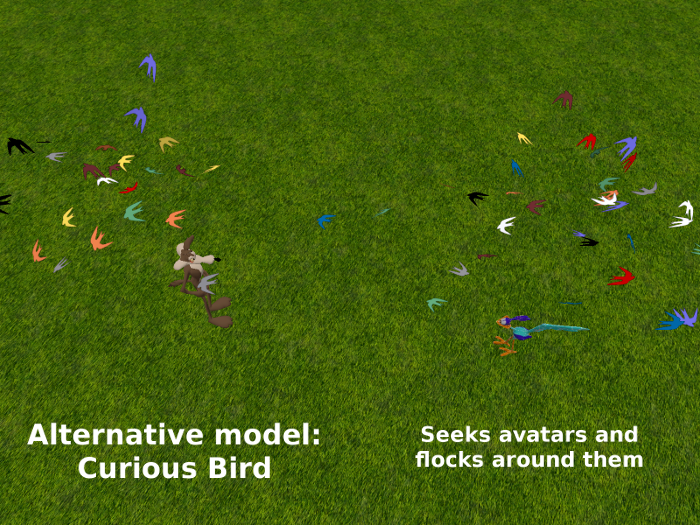 Alternative model:
Curious Bird
Seeks avatars and
flocks around them